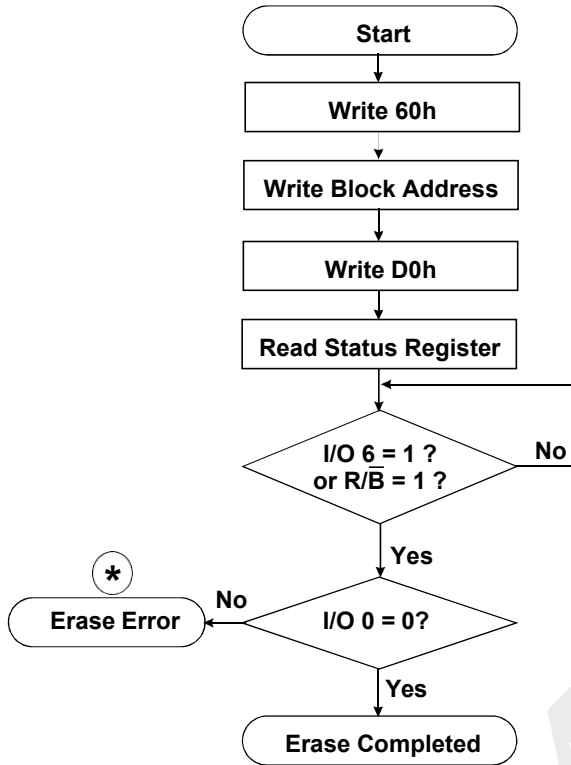 Start
Write 60h
Write Block Address
Write D0h
Read Status Register
I/O 6 = 1 ?
or R/B̅ = 1 ?
No
Yes
*
Erase Error
No
I/O 0 = 0?
Yes
Erase Completed